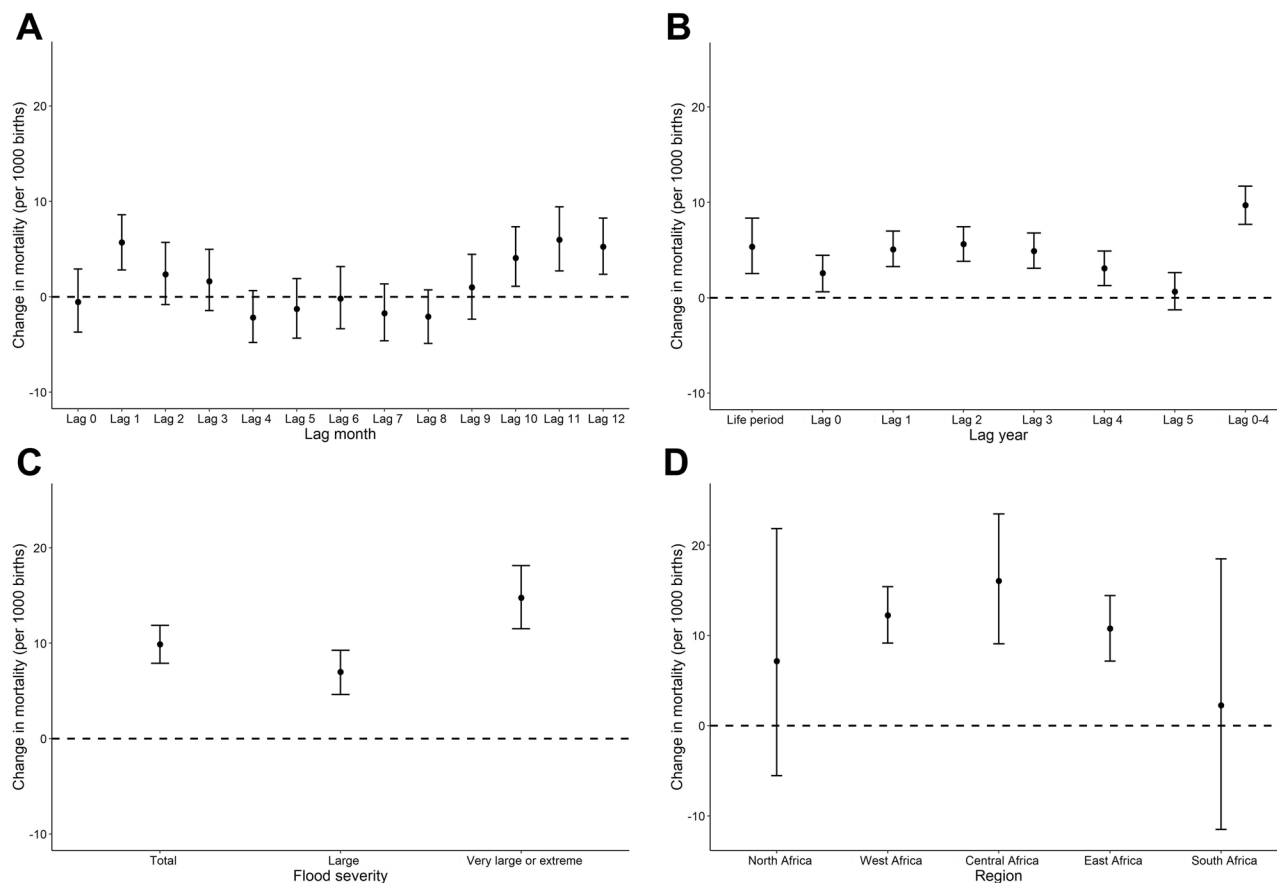 A
Change in mortality (per 1000 births)
20
10
0
-10
Lag 0 Lag 1 Lag 2 Lag 3 Lag 4 Lag 5 Lag 6 Lag 7 Lag 8 Lag 9 Lag 10 Lag 11 Lag 12
Lag month
B
Change in mortality (per 1000 births)
20
10
0
-10
Life period Lag 0 Lag 1 Lag 2 Lag 3 Lag 4 Lag 5 Lag 0-4
Lag year
C
Change in mortality (per 1000 births)
20
10
0
-10
Total Large Very large or extreme
Flood severity
D
Change in mortality (per 1000 births)
20
10
0
-10
North Africa West Africa Central Africa East Africa South Africa
Region